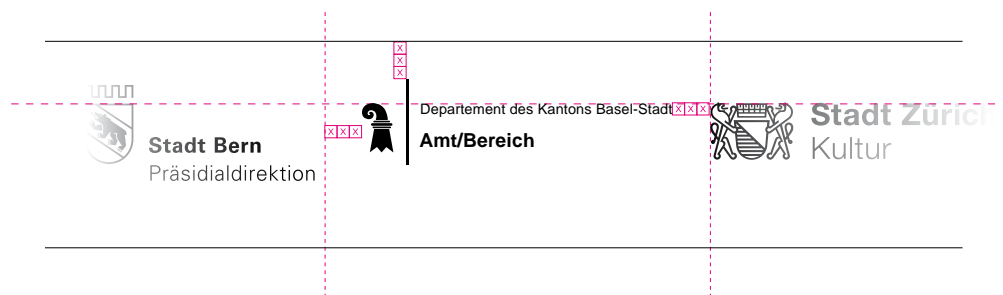 X
X
X
Stadt Bern
Präsidialdirektion
X X X
Departement des Kantons Basel-Stadt
Amt/Bereich
X X X
Stadt Zürich
Kultur